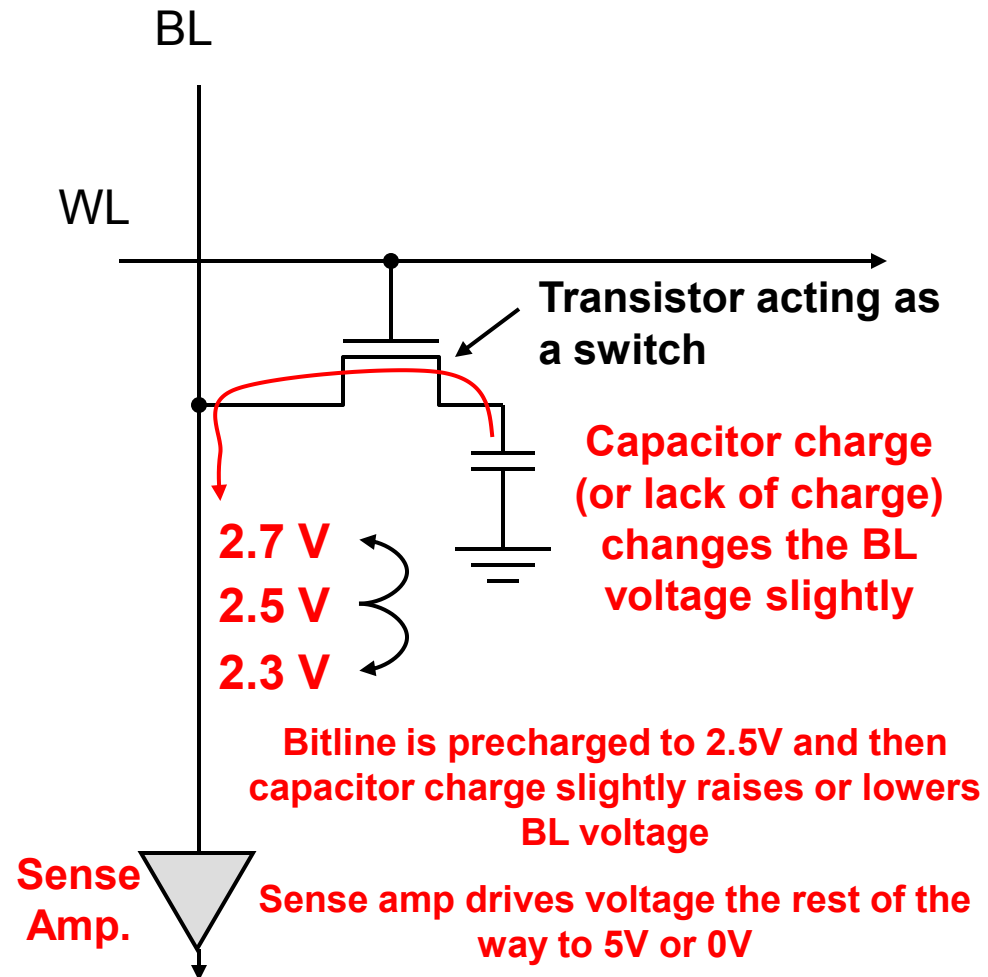 BL
WL
Transistor acting as
a switch
Capacitor charge
(or lack of charge)
changes the BL
voltage slightly
2.7 V
2.5 V
2.3 V
Bitline is precharged to 2.5V and then
capacitor charge slightly raises or lowers
BL voltage
Sense
Amp.
Sense amp drives voltage the rest of the
way to 5V or 0V